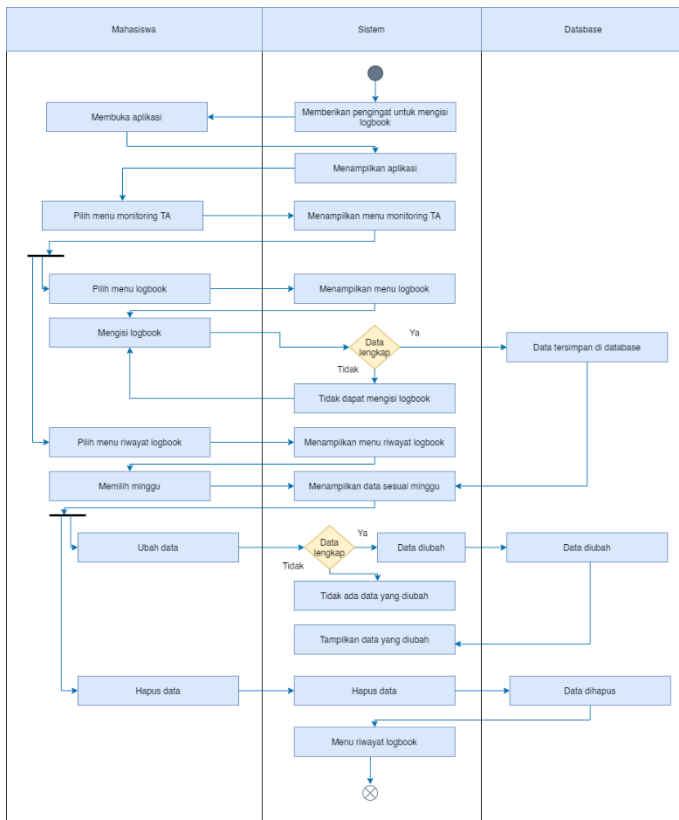 Mahasiswa
Sistem
Database
Memberikan pengingat untuk mengisi
logbook
Membuka aplikasi
Menampilkan aplikasi
Pilih menu monitoring TA
Menampilkan menu monitoring TA
Pilih menu logbook
Menampilkan menu logbook
Mengisi logbook
Data
lengkap
Ya
Data tersimpan di database
Tidak
Tidak dapat mengisi logbook
Pilih menu riwayat logbook
Menampilkan menu riwayat logbook
Memilih minggu
Menampilkan data sesuai minggu
Ubah data
Data
lengkap
Ya
Data diubah
Data diubah
Tidak
Tidak ada data yang diubah
Tampilkan data yang diubah
Hapus data
Hapus data
Data dihapus
Menu riwayat logbook